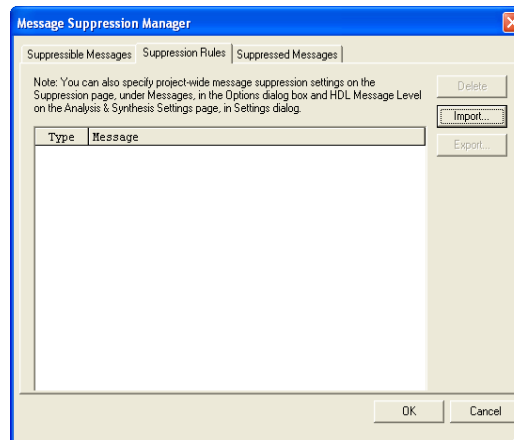 Message Suppression Manager
Suppressible Messages Suppression Rules Suppressed Messages
Note: You can also specify project-wide message suppression settings on the
Suppression page, under Messages, in the Options dialog box and HDL Message Level
on the Analysis & Synthesis Settings page, in Settings dialog.
Delete
Import...
Export...
Type Message
OK Cancel